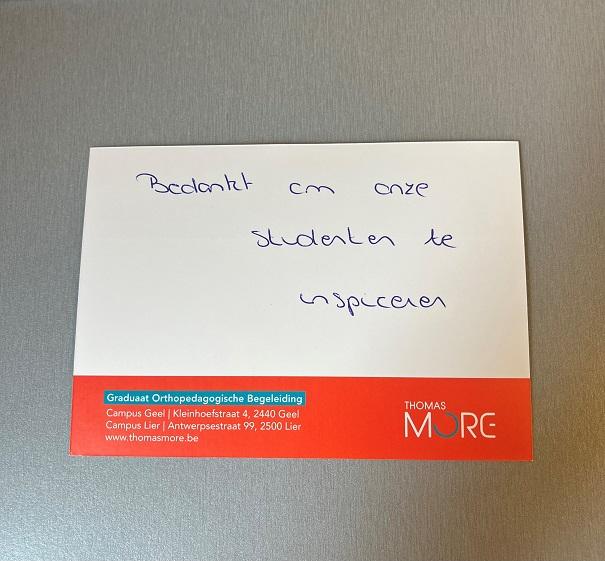 Bedankt om onze
studenten te
inspireren
Graduaat Orthopedagogische Begeleiding
Campus Geel | Kleinhoefstraat 4, 2440 Geel
Campus Lier | Antwerpsestraat 99, 2500 Lier
www.thomasmore.be
THOMAS
MORE